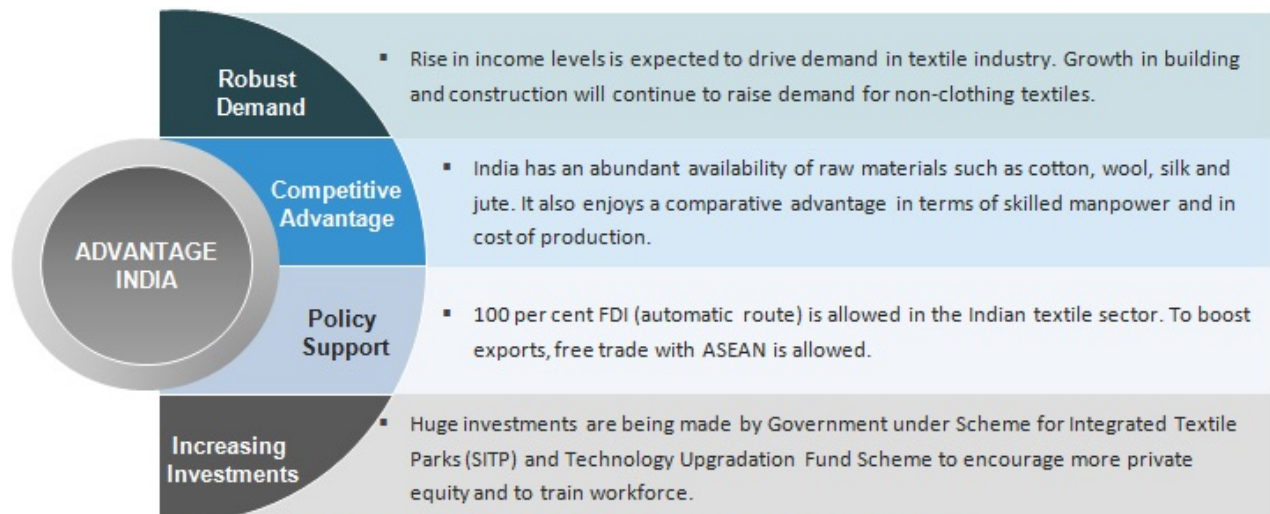 ADVANTAGE
INDIA
Robust
Demand
▪ Rise in income levels is expected to drive demand in textile industry. Growth in building
and construction will continue to raise demand for non-clothing textiles.
Competitive
Advantage
▪ India has an abundant availability of raw materials such as cotton, wool, silk and
jute. It also enjoys a comparative advantage in terms of skilled manpower and in
cost of production.
Policy
Support
▪ 100 per cent FDI (automatic route) is allowed in the Indian textile sector. To boost
exports, free trade with ASEAN is allowed.
Increasing
Investments
▪ Huge investments are being made by Government under Scheme for Integrated Textile
Parks (SITP) and Technology Upgradation Fund Scheme to encourage more private
equity and to train workforce.